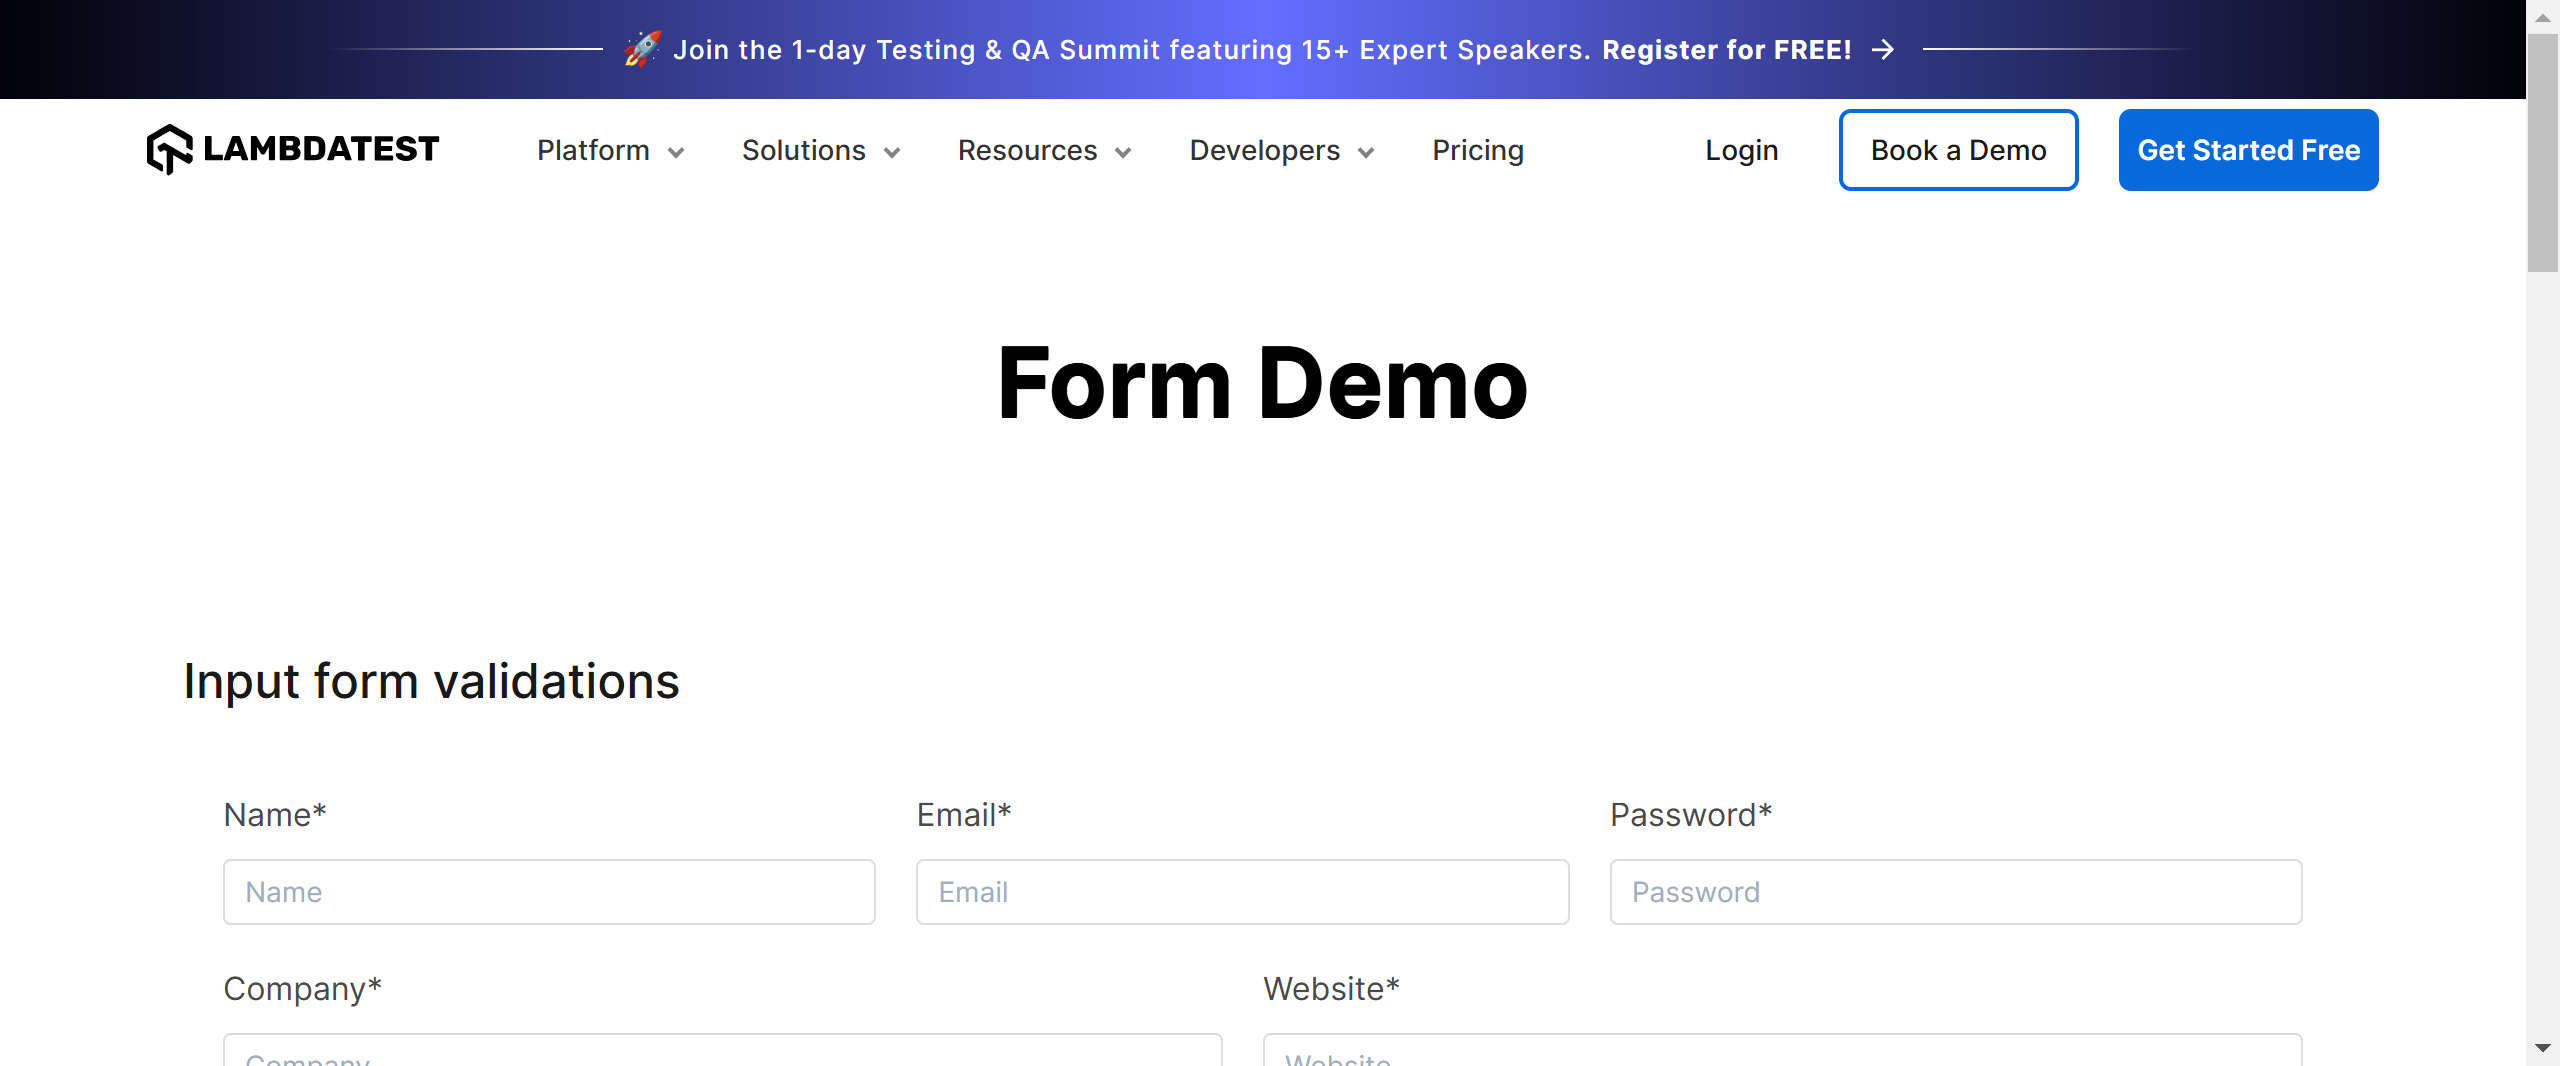 Join the 1-day Testing & QA Summit featuring 15+ Expert Speakers. Register for FREE!
LAMBDATEST Platform Solutions Resources Developers Pricing Login Book a Demo Get Started Free
Form Demo
Input form validations
Name* Email* Password*
Name Email Password
Company* Website*
Company Website